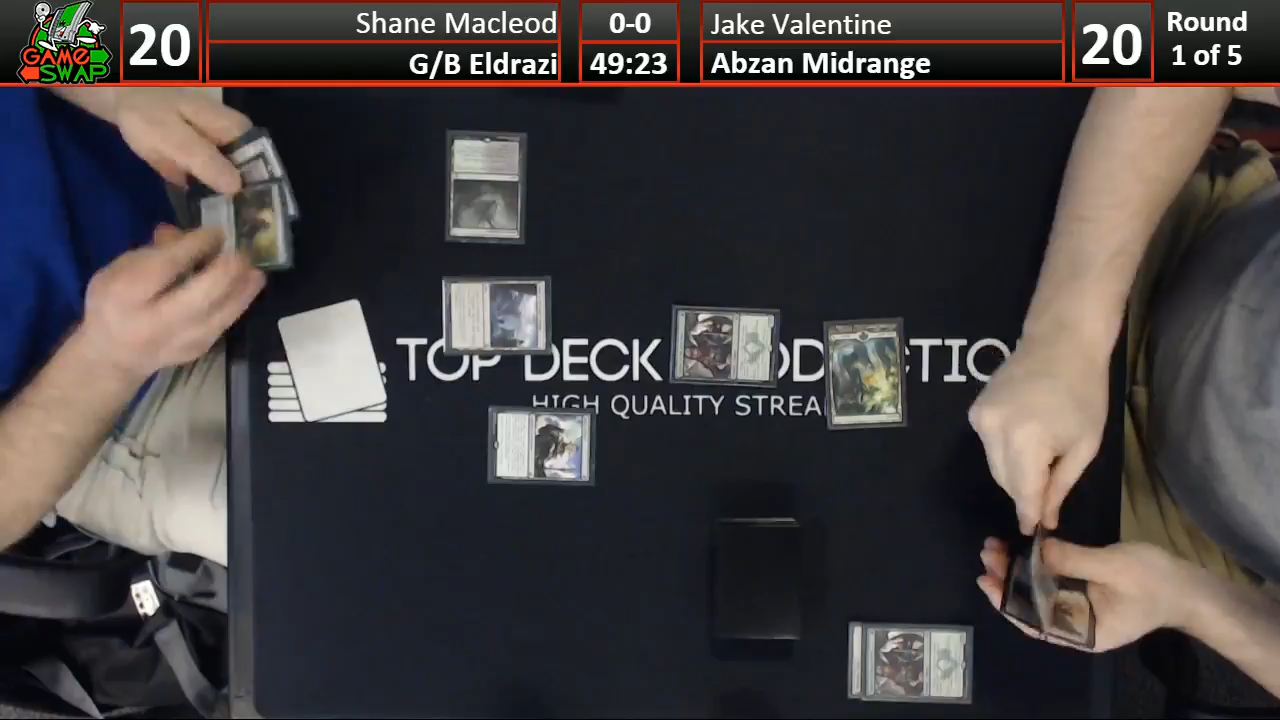 GAME
SWAP
20
Shane Macleod
G/B Eldrazi
0-0
49:23
Jake Valentine
Abzan Midrange
20
Round
1 of 5
TOP DECK
HIGH QUALITY STREA